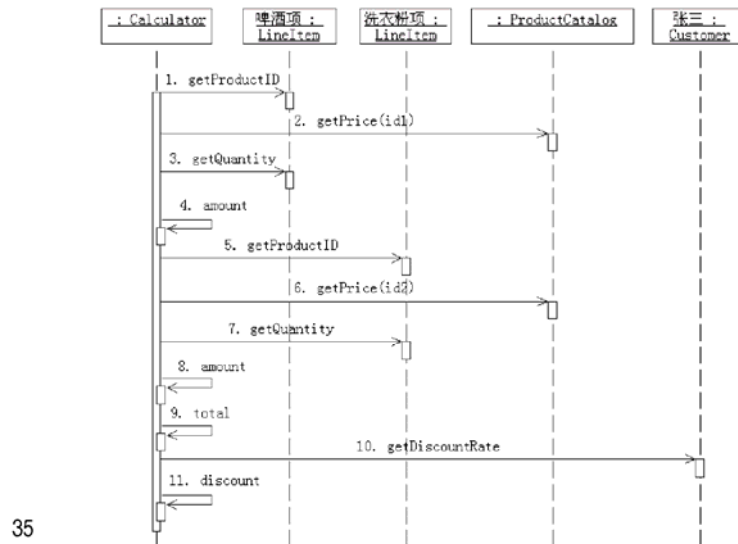 : Calculator
啤酒项 :
LineItem
洗衣粉项 :
LineItem
: ProductCatalog
张三 :
Customer
1. getProductID
2. getPrice(id1)
3. getQuantity
4. amount
5. getProductID
6. getPrice(id2)
7. getQuantity
8. amount
9. total
10. getDiscountRate
11. discount
35